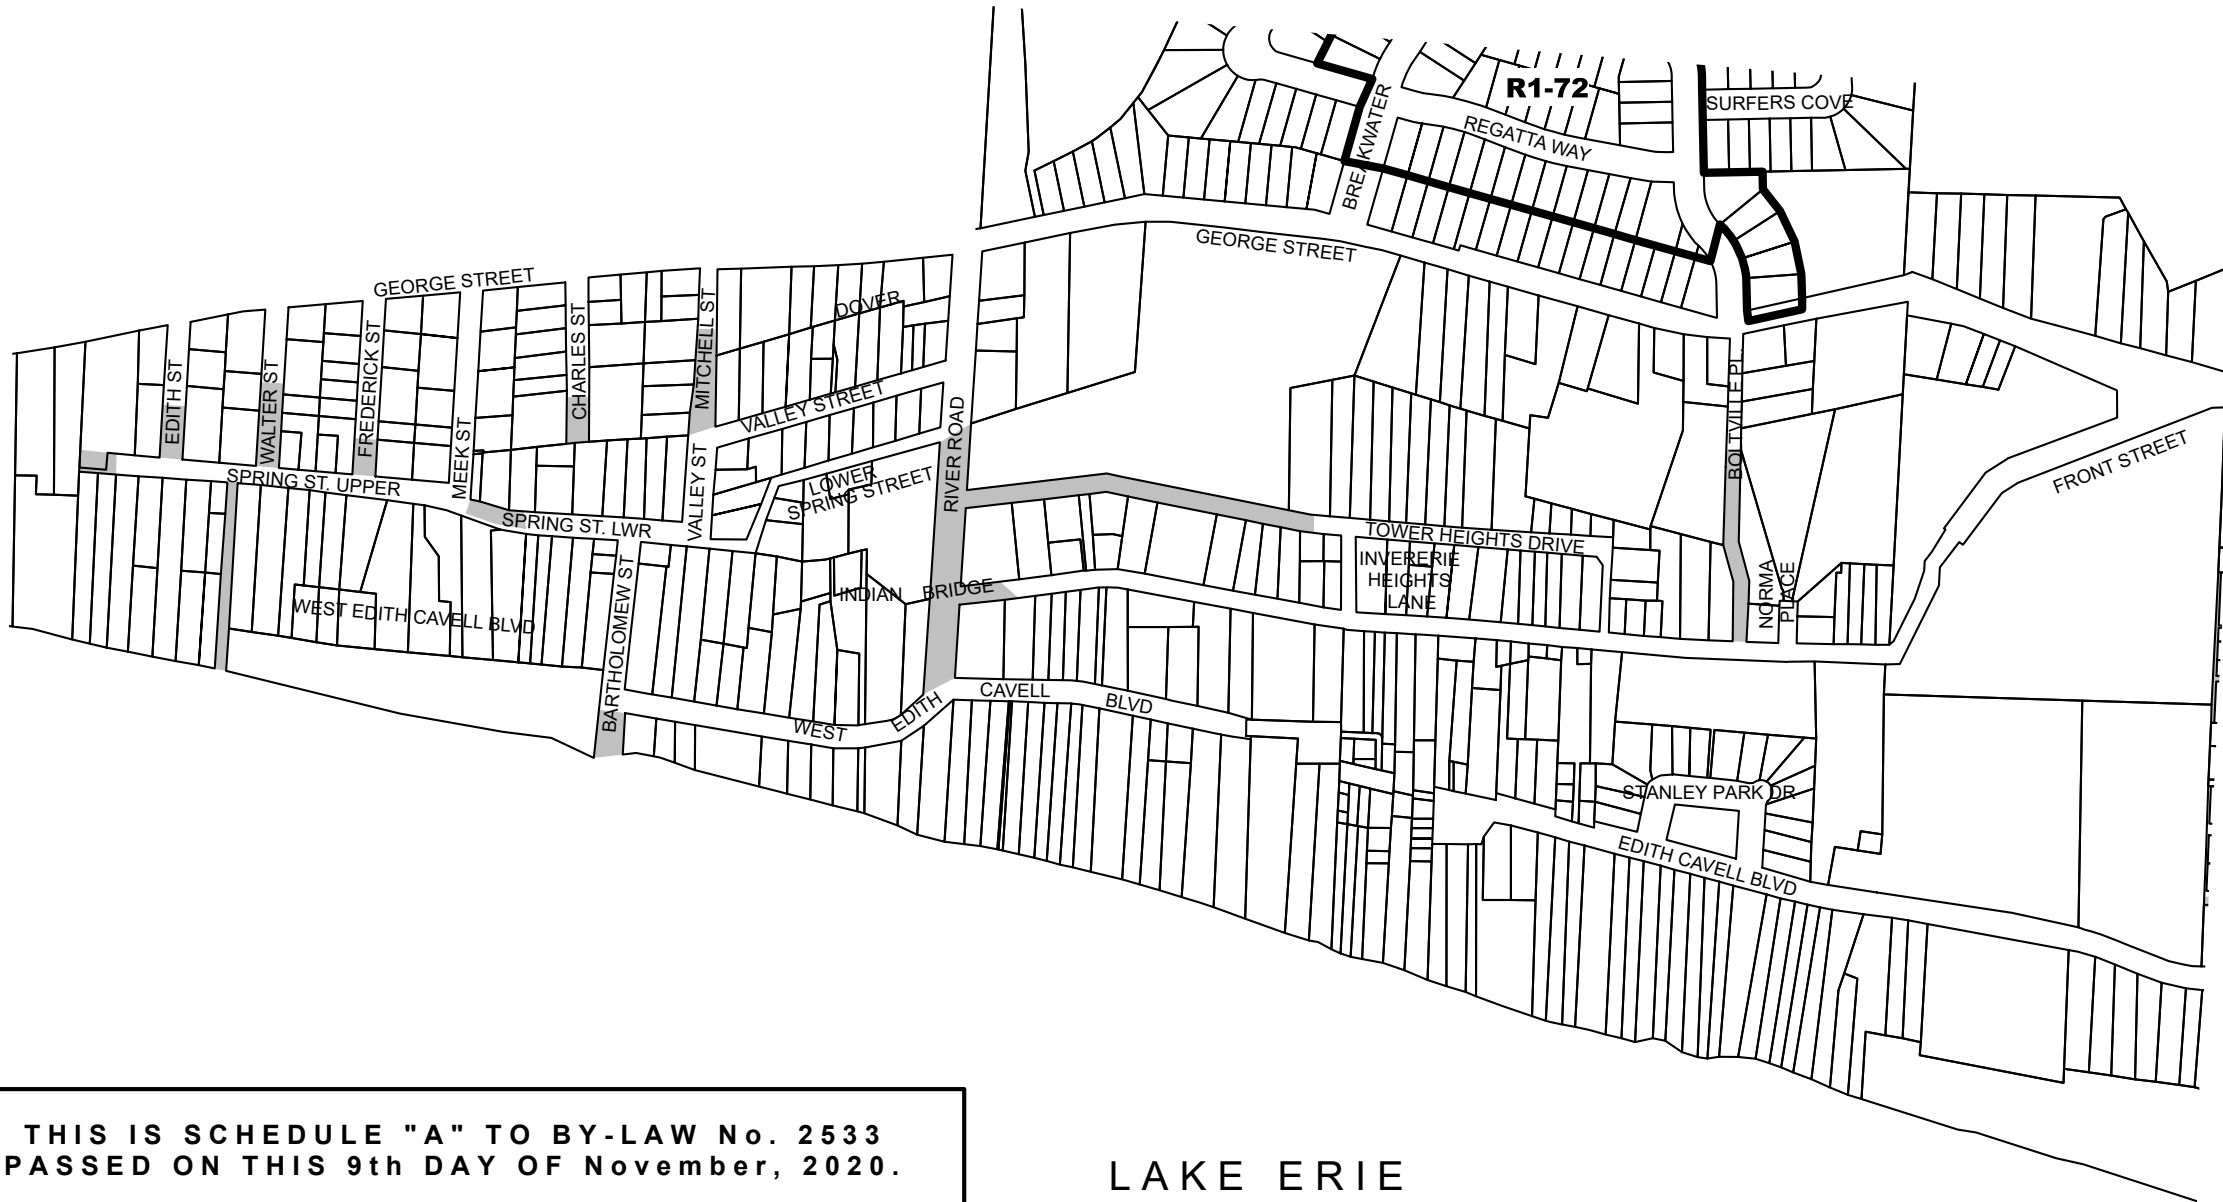 R1-72
SURFERS COVE
BREAKWATER
REGATTA WAY
GEORGE STREET
GEORGE STREET
DOVER
EDITH ST
WALTER ST
FREDERICK ST
MEEK ST
CHARLES ST
MITCHELL ST
VALLEY STREET
VALLEY ST
RIVER ROAD
BOLTVILLE PL.
FRONT STREET
SPRING ST. UPPER
LOWER
SPRING STREET
SPRING ST. LWR
TOWER HEIGHTS DRIVE
INVERERIE
HEIGHTS
LANE
NORMA
PLACE
INDIAN BRIDGE
WEST EDITH CAVELL BLVD
BARTHOLOMEW ST
WEST EDITH CAVELL BLVD
STANLEY PARK DR
EDITH CAVELL BLVD
THIS IS SCHEDULE "A" TO BY-LAW No. 2533
PASSED ON THIS 9th DAY OF November, 2020.
LAKE ERIE